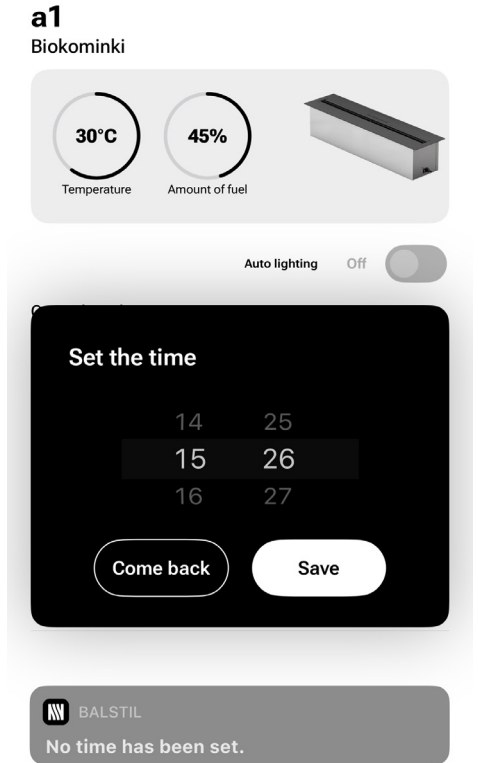 a1
Biokominki
30°C 45%
Temperature Amount of fuel
Auto lighting Off
Set the time
14 25
15 26
16 27
Come back Save
BALSTIL
No time has been set.